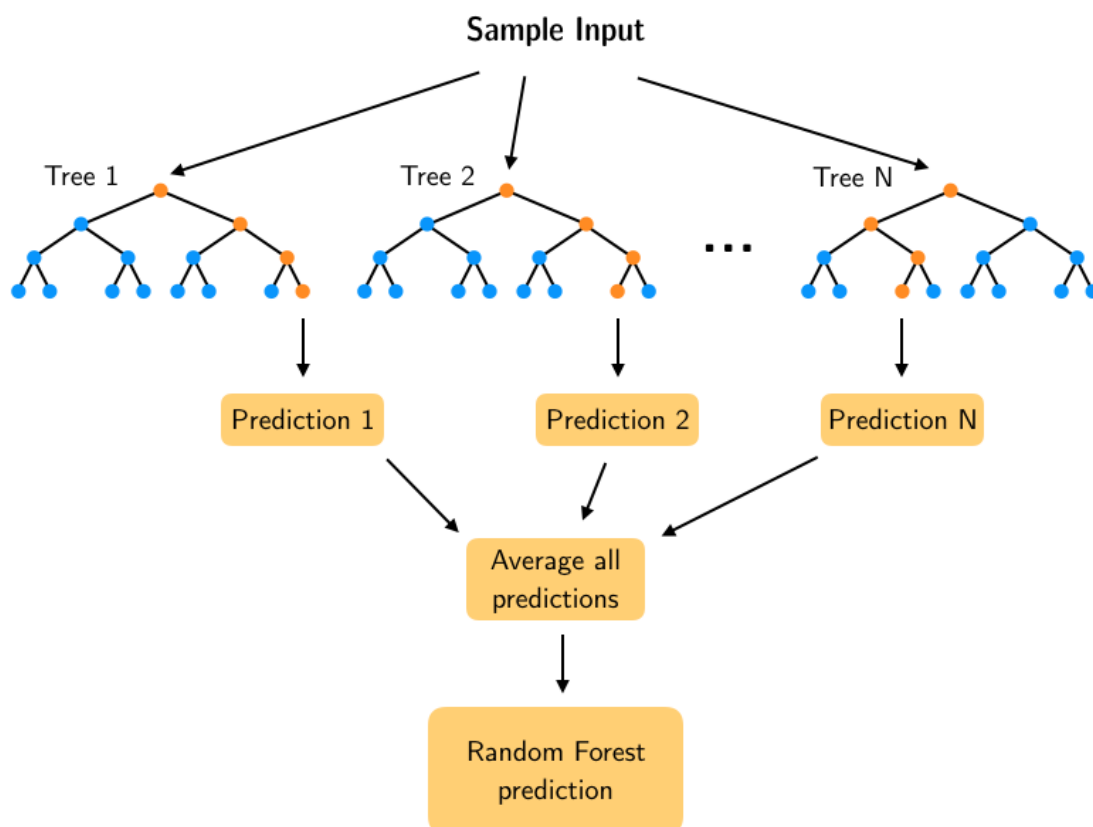 Sample Input
Tree 1
Tree 2
Tree N
...
Prediction 1
Prediction 2
Prediction N
Average all
predictions
Random Forest
prediction